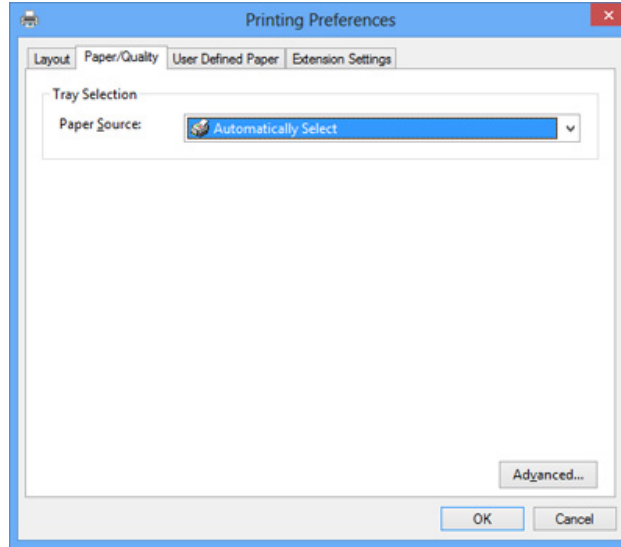 Printing Preferences
Layout Paper/Quality User Defined Paper Extension Settings
Tray Selection
Paper Source: Automatically Select
Advanced...
OK Cancel